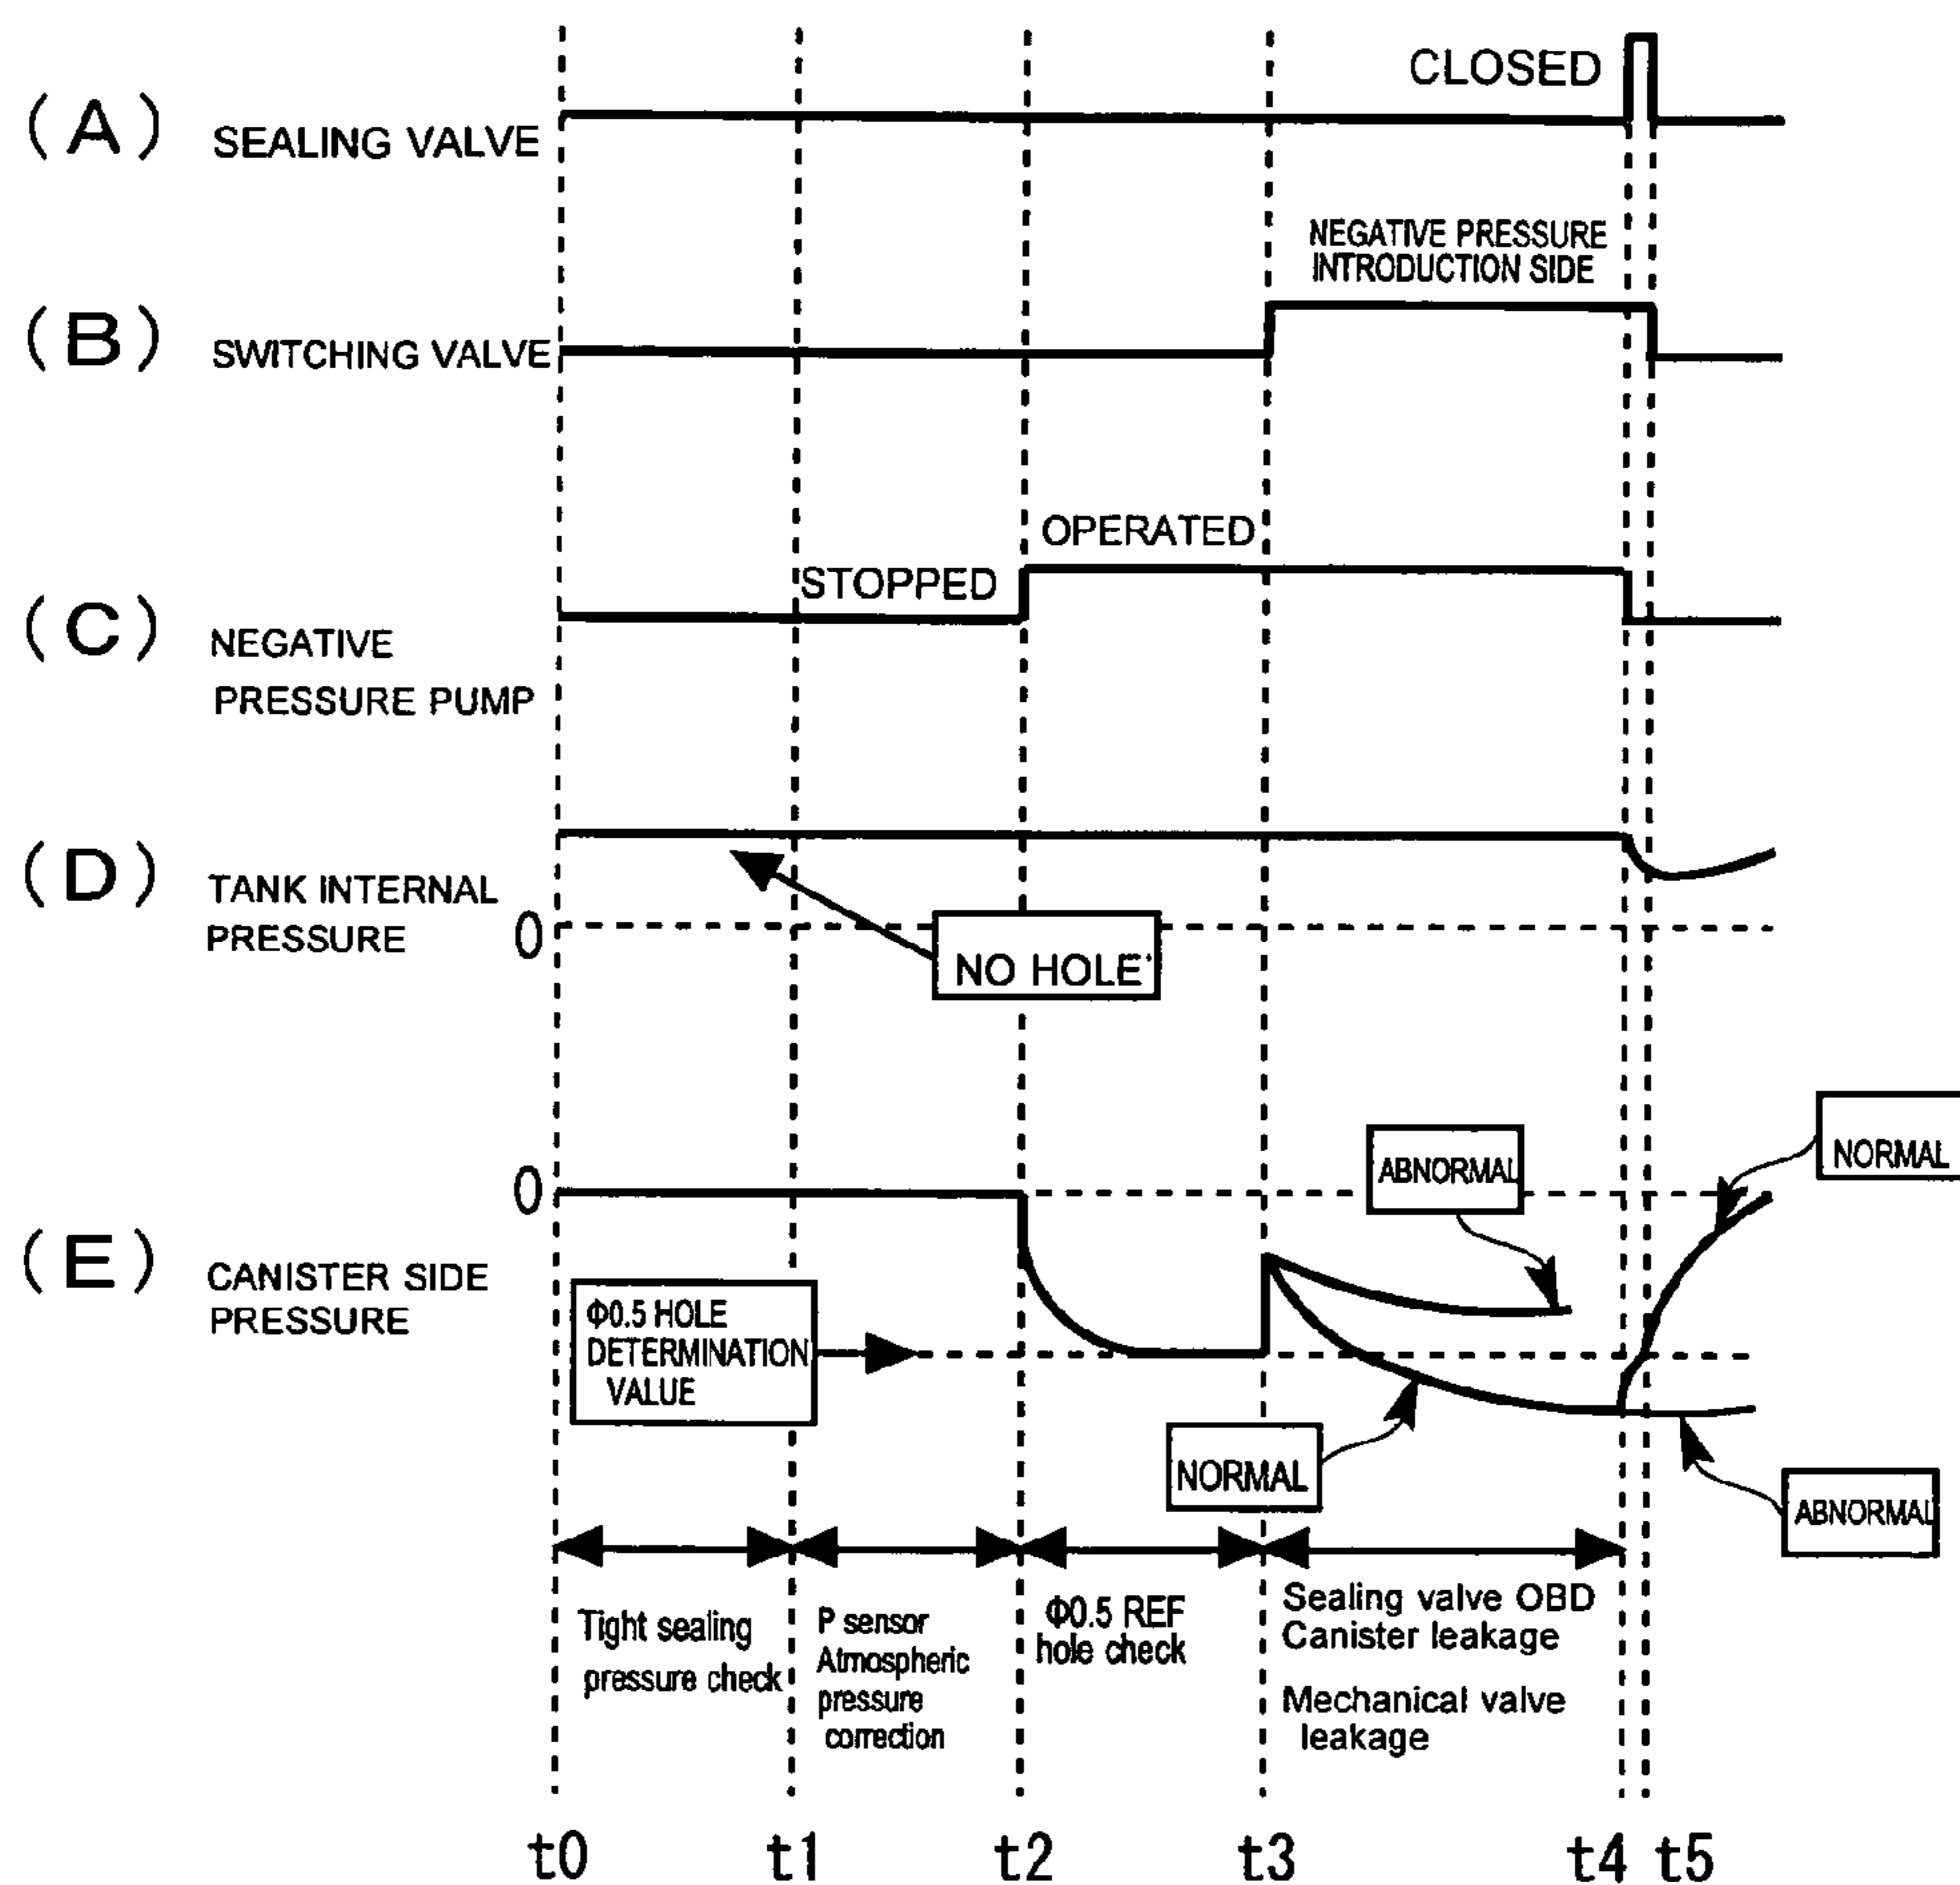 CLOSED
(A) SEALING VALVE
NEGATIVE PRESSURE
INTRODUCTION SIDE
(B) SWITCHING VALVE
OPERATED
STOPPED
(C) NEGATIVE
PRESSURE PUMP
(D) TANK INTERNAL
PRESSURE
0
NO HOLE
0
ABNORMAL
NORMAL
(E) CANISTER SIDE
PRESSURE
Φ0.5 HOLE
DETERMINATION
VALUE
NORMAL
ABNORMAL
Tight sealing
pressure check
P sensor
Atmospheric
pressure
correction
Φ0.5 REF
hole check
Sealing valve OBD
Canister leakage
Mechanical valve
leakage
t0 t1 t2 t3 t4 t5